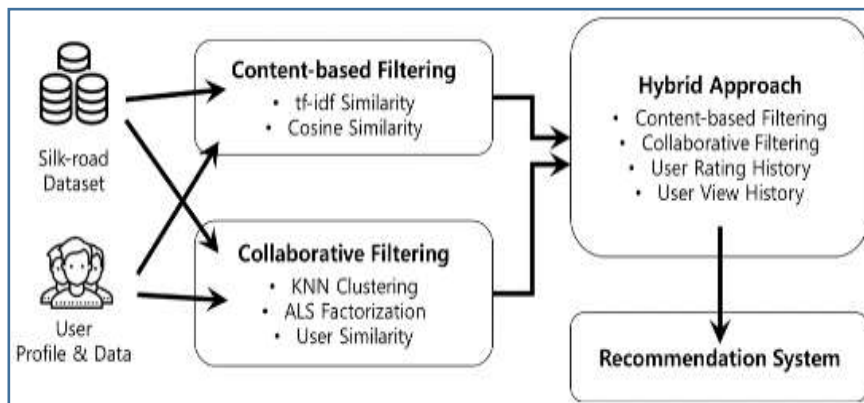 Silk-road
Dataset
User
Profile & Data
Content-based Filtering
• tf-idf Similarity
• Cosine Similarity
Collaborative Filtering
• KNN Clustering
• ALS Factorization
• User Similarity
Hybrid Approach
• Content-based Filtering
• Collaborative Filtering
• User Rating History
• User View History
Recommendation System